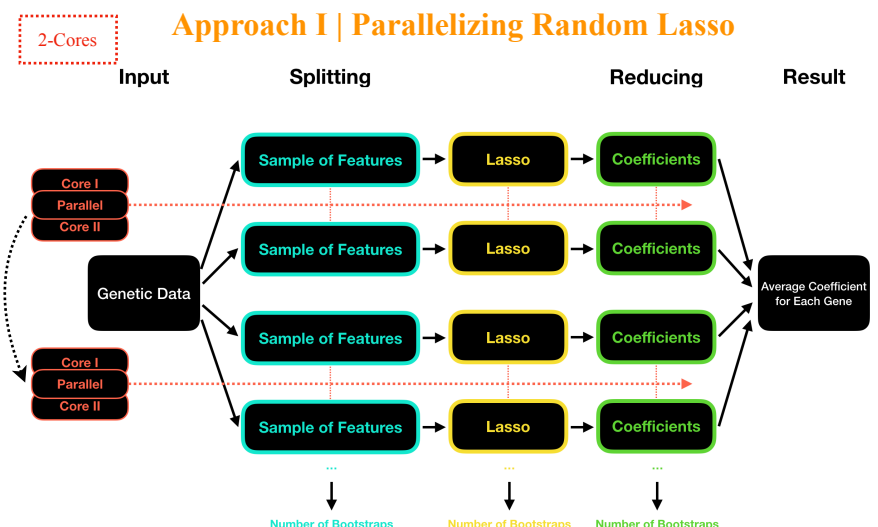 Approach I | Parallelizing Random Lasso
2-Cores
Input
Splitting
Reducing
Result
Sample of Features
Lasso
Coefficients
Core I
Parallel
Core II
Sample of Features
Lasso
Coefficients
Genetic Data
Average Coefficient
for Each Gene
Sample of Features
Lasso
Coefficients
Core I
Parallel
Core II
Sample of Features
Lasso
Coefficients
...
...
...
Number of Bootstraps
Number of Bootstraps
Number of Bootstraps